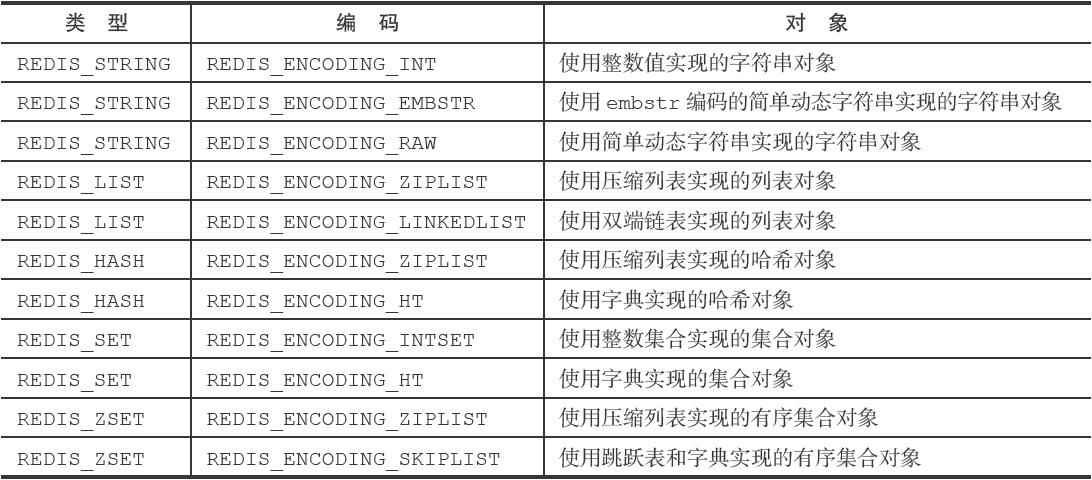 类 型 编 码 对 象
REDIS_STRING REDIS_ENCODING_INT 使用整数值实现的字符串对象
REDIS_STRING REDIS_ENCODING_EMBSTR 使用 embstr 编码的简单动态字符串实现的字符串对象
REDIS_STRING REDIS_ENCODING_RAW 使用简单动态字符串实现的字符串对象
REDIS_LIST REDIS_ENCODING_ZIPLIST 使用压缩列表实现的列表对象
REDIS_LIST REDIS_ENCODING_LINKEDLIST 使用双端链表实现的列表对象
REDIS_HASH REDIS_ENCODING_ZIPLIST 使用压缩列表实现的哈希对象
REDIS_HASH REDIS_ENCODING_HT 使用字典实现的哈希对象
REDIS_SET REDIS_ENCODING_INTSET 使用整数集合实现的集合对象
REDIS_SET REDIS_ENCODING_HT 使用字典实现的集合对象
REDIS_ZSET REDIS_ENCODING_ZIPLIST 使用压缩列表实现的有序集合对象
REDIS_ZSET REDIS_ENCODING_SKIPLIST 使用跳跃表和字典实现的有序集合对象